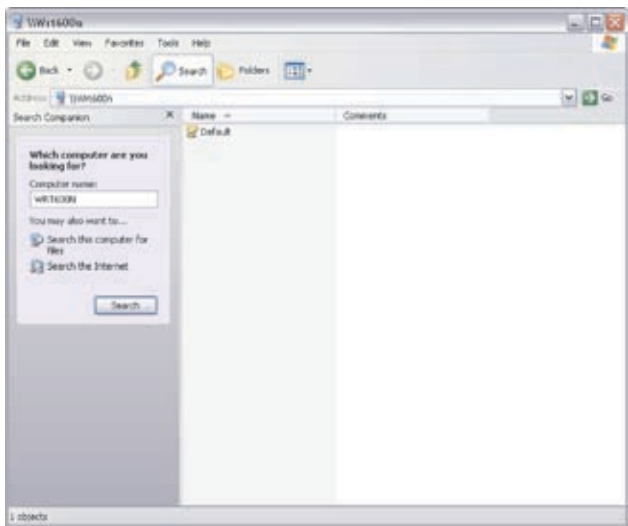 \\Wrt600n
File Edit View Favorites Tools Help
Back Search Folders
Address \\Wrt600n Go
Search Companion
Name Comments
Default
Which computer are you
looking for?
Computer name:
WRT600N
You may also want to...
Search this computer for
files
Search the Internet
Search
1 objects